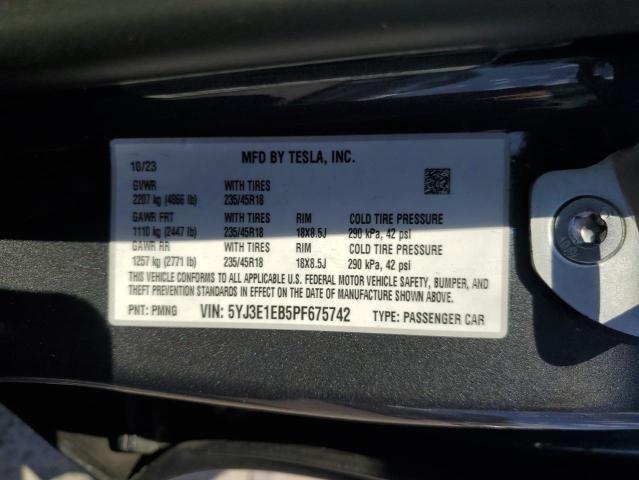 MFD BY TESLA, INC.
10/23
GVWR WITH TIRES
2207 kg (4866 lb) 235/45R18
GAWR FRT WITH TIRES RIM COLD TIRE PRESSURE
1110 kg (2447 lb) 235/45R18 18X8.5J 290 kPa, 42 psi
GAWR RR WITH TIRES RIM COLD TIRE PRESSURE
1257 kg (2771 lb) 235/45R18 18X8.5J 290 kPa, 42 psi
THIS VEHICLE CONFORMS TO ALL APPLICABLE U.S. FEDERAL MOTOR VEHICLE SAFETY, BUMPER, AND
THEFT PREVENTION STANDARDS IN EFFECT ON THE DATE OF MANUFACTURE SHOWN ABOVE.
PNT: PMNG VIN: 5YJ3E1EB5PF675742 TYPE: PASSENGER CAR